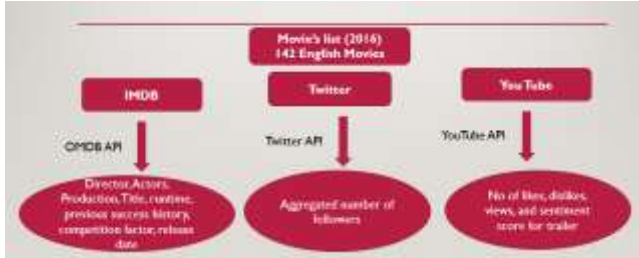 Movie's list (2016)
142 English Movies
IMDB
Twitter
YouTube
OMDB API
Twitter API
YouTube API
Director, Actors,
Production, Title, runtime,
previous success history,
competition factor, release
date
Aggregated number of
followers
No of likes, dislikes,
views, and sentiment
score for trailer